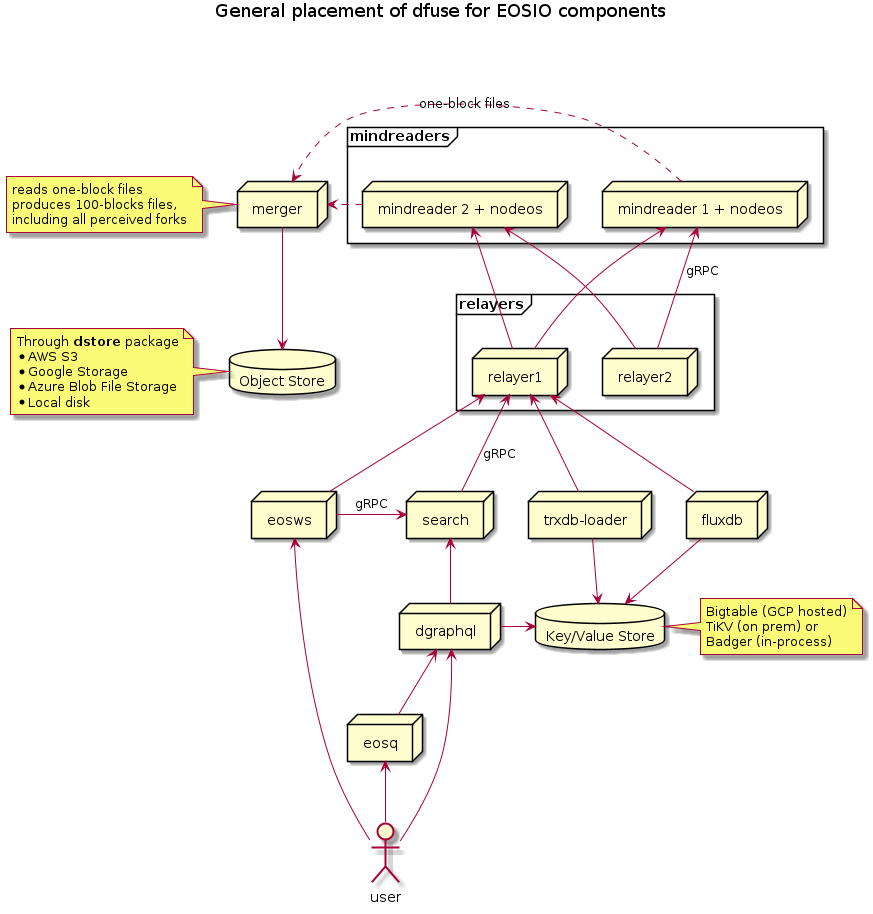 General placement of dfuse for EOSIO components
one-block files
mindreaders
reads one-block files
produces 100-blocks files,
including all perceived forks
merger
mindreader 2 + nodeos
mindreader 1 + nodeos
gRPC
relayers
Through dstore package
• AWS S3
• Google Storage
• Azure Blob File Storage
• Local disk
Object Store
relayer1
relayer2
gRPC
eosws
gRPC
search
trxdb-loader
fluxdb
dgraphql
Key/Value Store
Bigtable (GCP hosted)
TiKV (on prem) or
Badger (in-process)
eosq
user